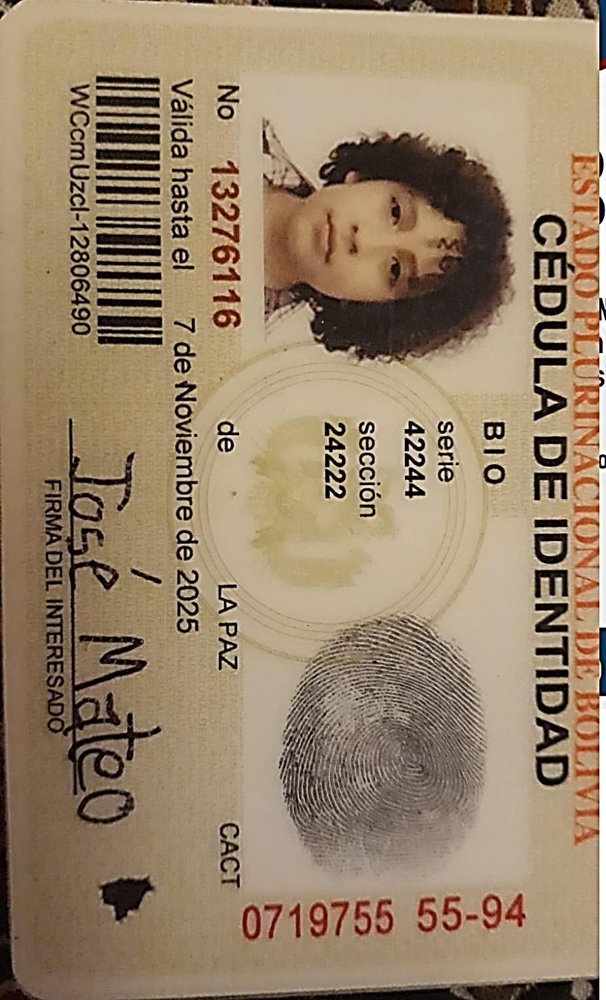 ESTADO PLURINACIONAL DE BOLIVIA
CÉDULA DE IDENTIDAD
BIO
serie
42244
sección
24222
0719755 55-94
No 13276116 de LA PAZ CACT
Válida hasta el 7 de Noviembre de 2025
WCcmUzcl-12806490
José Mateo
FIRMA DEL INTERESADO